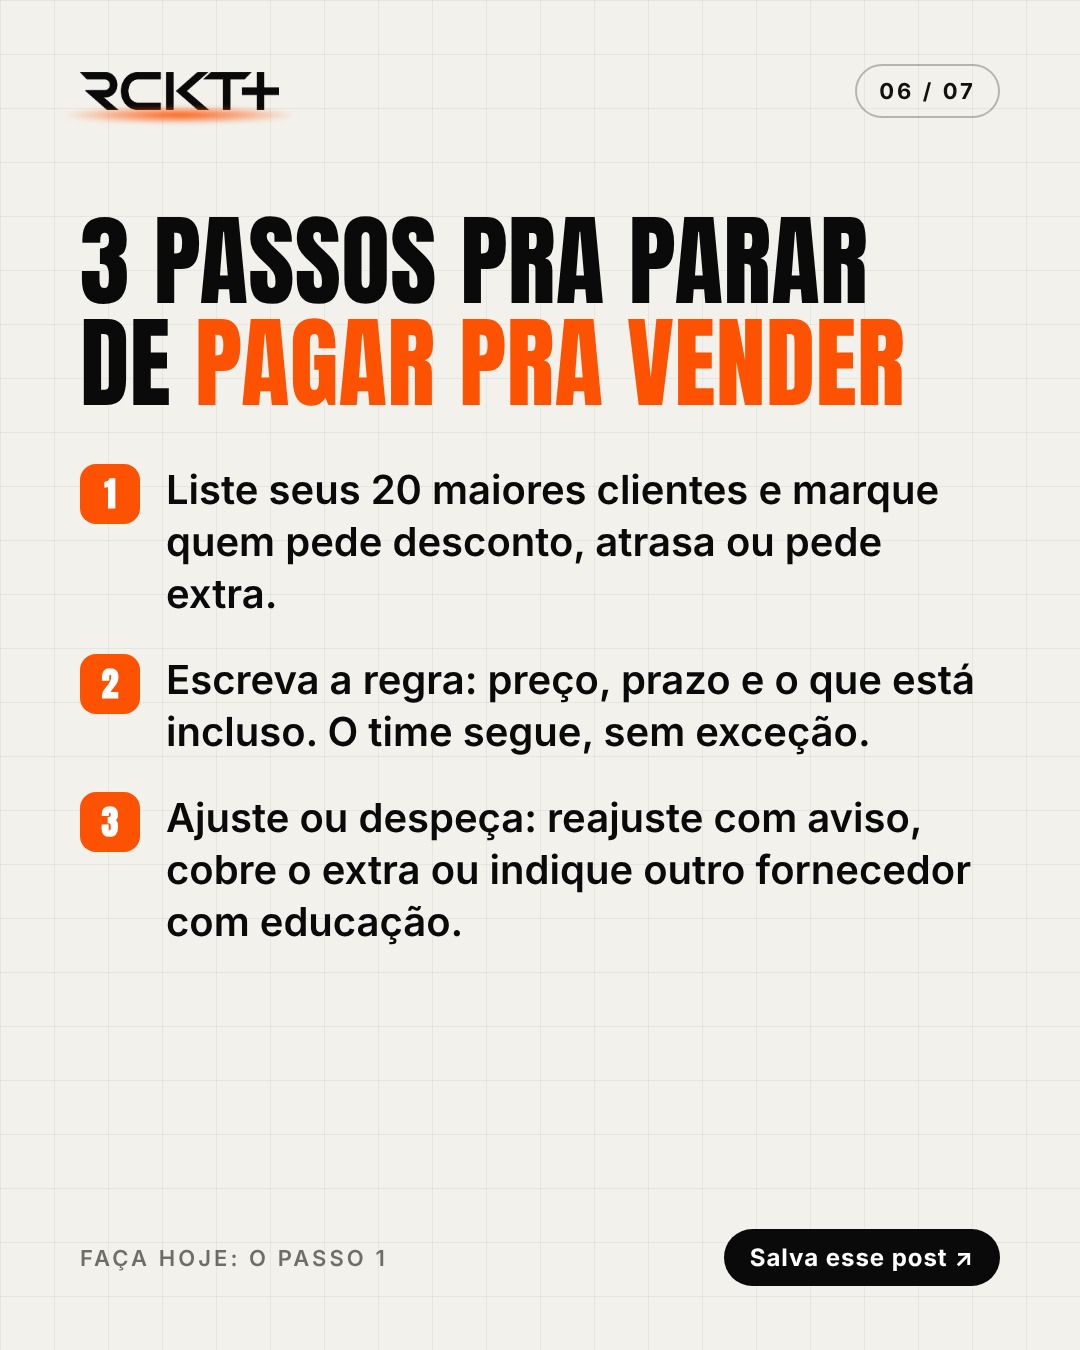 RCKT+
06 / 07
3 PASSOS PRA PARAR
DE PAGAR PRA VENDER
1 Liste seus 20 maiores clientes e marque
quem pede desconto, atrasa ou pede
extra.
2 Escreva a regra: preço, prazo e o que está
incluso. O time segue, sem exceção.
3 Ajuste ou despeça: reajuste com aviso,
cobre o extra ou indique outro fornecedor
com educação.
FAÇA HOJE: O PASSO 1
Salva esse post ↗